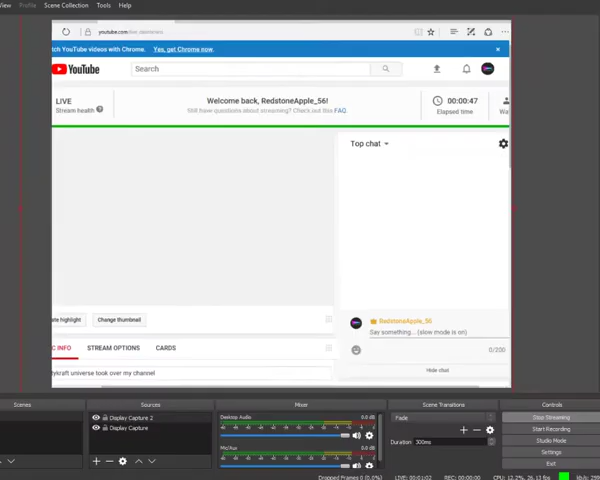 View Profile Scene Collection Tools Help
youtube.com/live_dashboard
tch YouTube videos with Chrome. Yes, get Chrome now.
YouTube Search
LIVE
Stream health
Welcome back, RedstoneApple_56!
Still have questions about streaming? Check out this FAQ.
00:00:47
Elapsed time
Wa
Top chat
RedstoneApple_56
Say something... (slow mode is on)
0/200
Hide chat
ate highlight Change thumbnail
C INFO STREAM OPTIONS CARDS
dykraft universe took over my channel
Scenes Sources Mixer Scene Transitions Controls
Display Capture 2
Display Capture
Desktop Audio 0.0 dB
Mic/Aux 0.0 dB
Fade
Duration 300ms
Stop Streaming
Start Recording
Studio Mode
Settings
Exit
Dropped Frames 0 (0.0%) LIVE: 00:01:02 REC: 00:00:00 CPU: 12.2%, 26.13 fps kb/s: